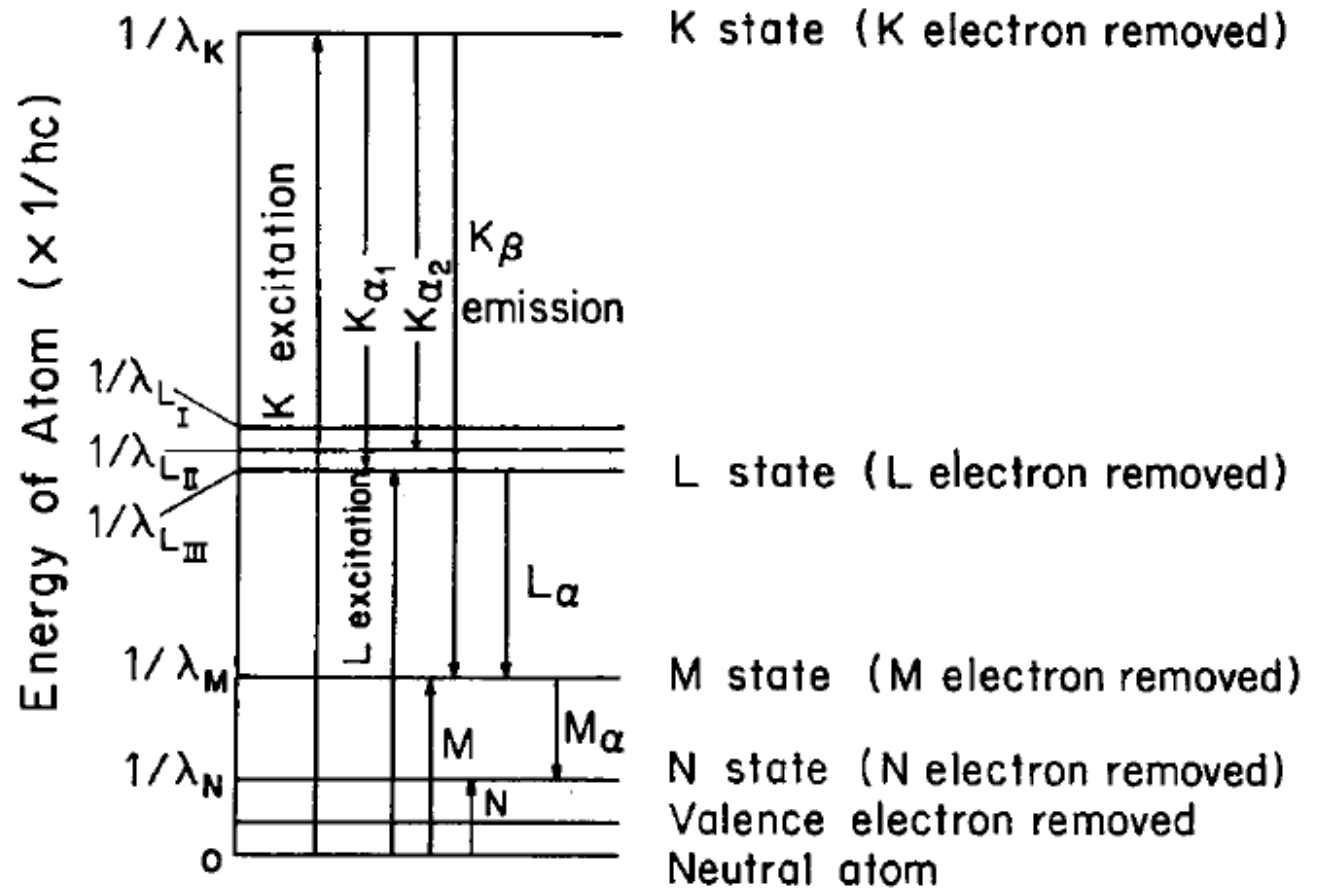 1/λK
K state (K electron removed)
Energy of Atom (× 1/hc)
K excitation
Kα1
Kα2
Kβ
emission
1/λLI
1/λLII
1/λLIII
L state (L electron removed)
L excitation
Lα
1/λM
M state (M electron removed)
M
Mα
1/λN
N state (N electron removed)
N
Valence electron removed
0
Neutral atom